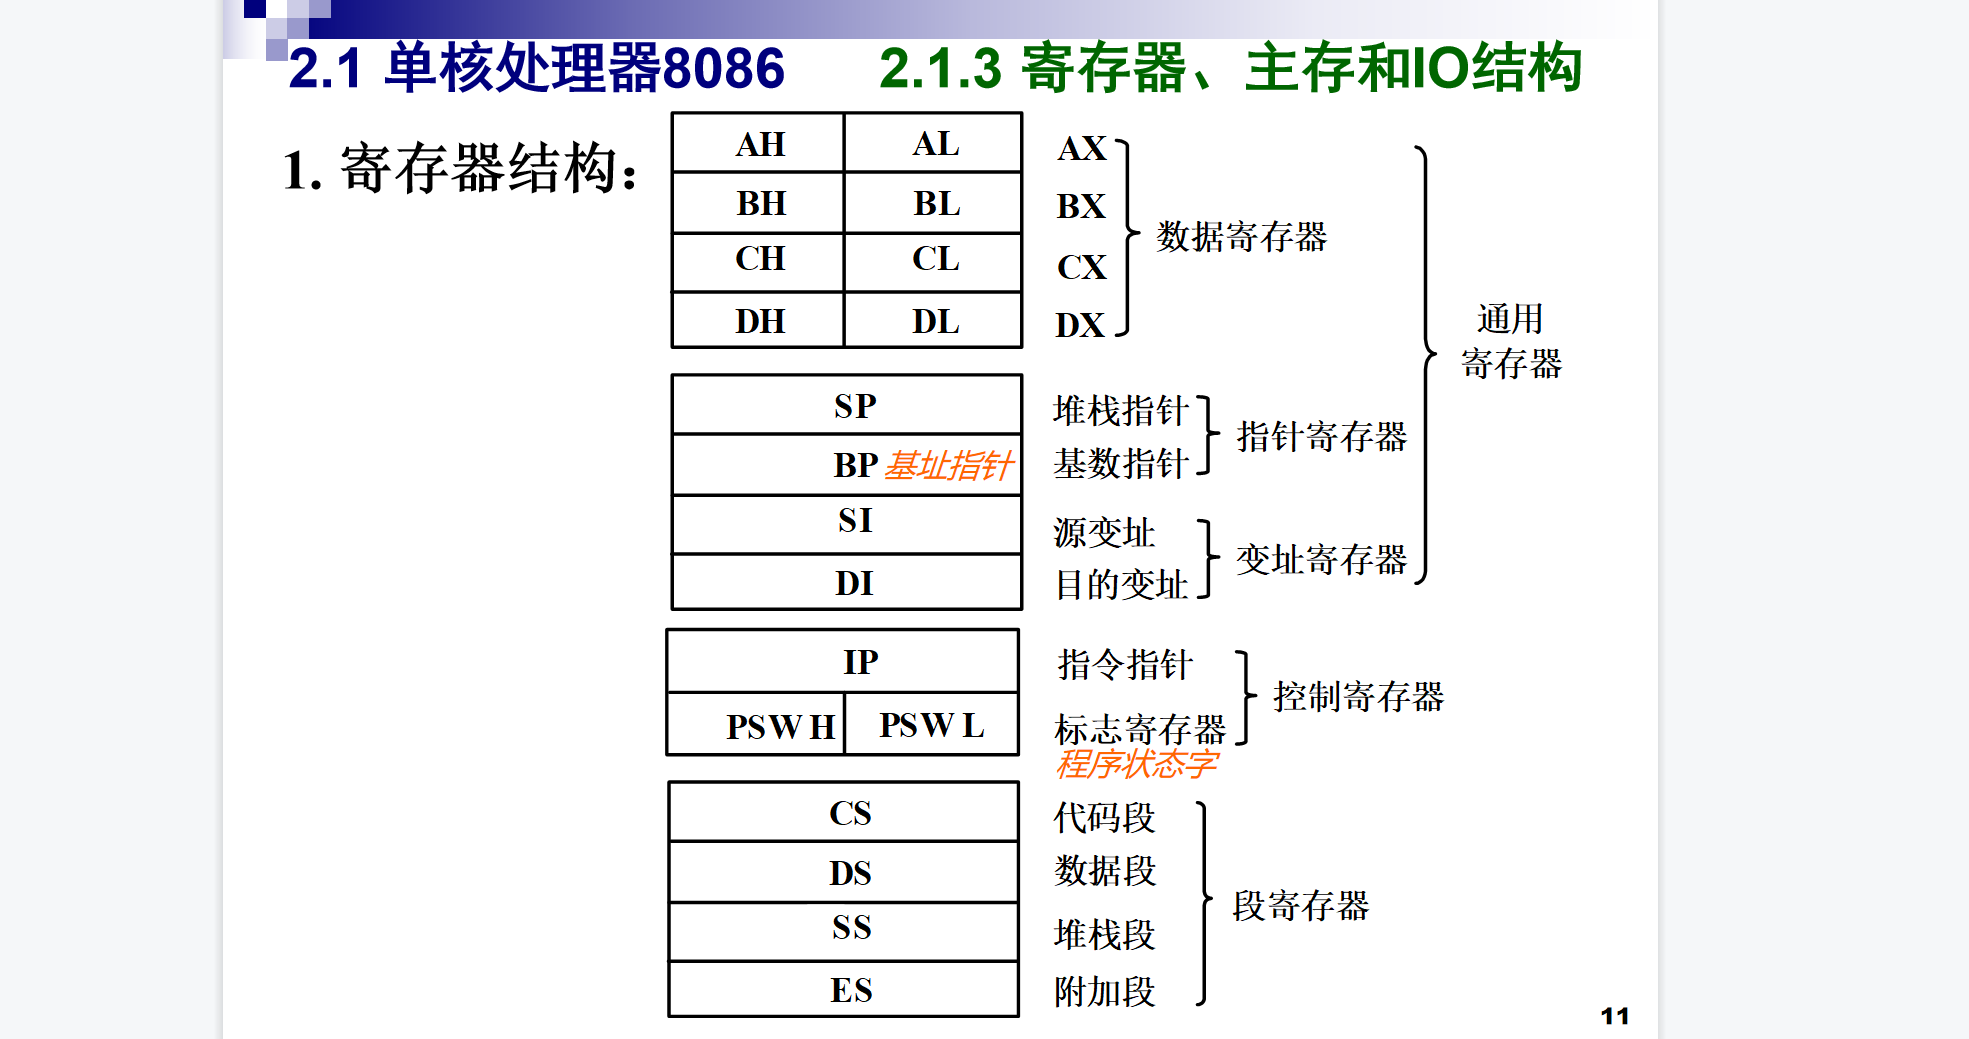 2.1 单核处理器8086 2.1.3 寄存器、主存和IO结构
1. 寄存器结构：
AH AL AX
BH BL BX
数据寄存器
CH CL CX
DH DL DX
通用
寄存器
SP 堆栈指针
指针寄存器
BP 基址指针 基数指针
SI 源变址
变址寄存器
DI 目的变址
IP 指令指针
控制寄存器
PSW H PSW L 标志寄存器
程序状态字
CS 代码段
DS 数据段
段寄存器
SS 堆栈段
ES 附加段
11